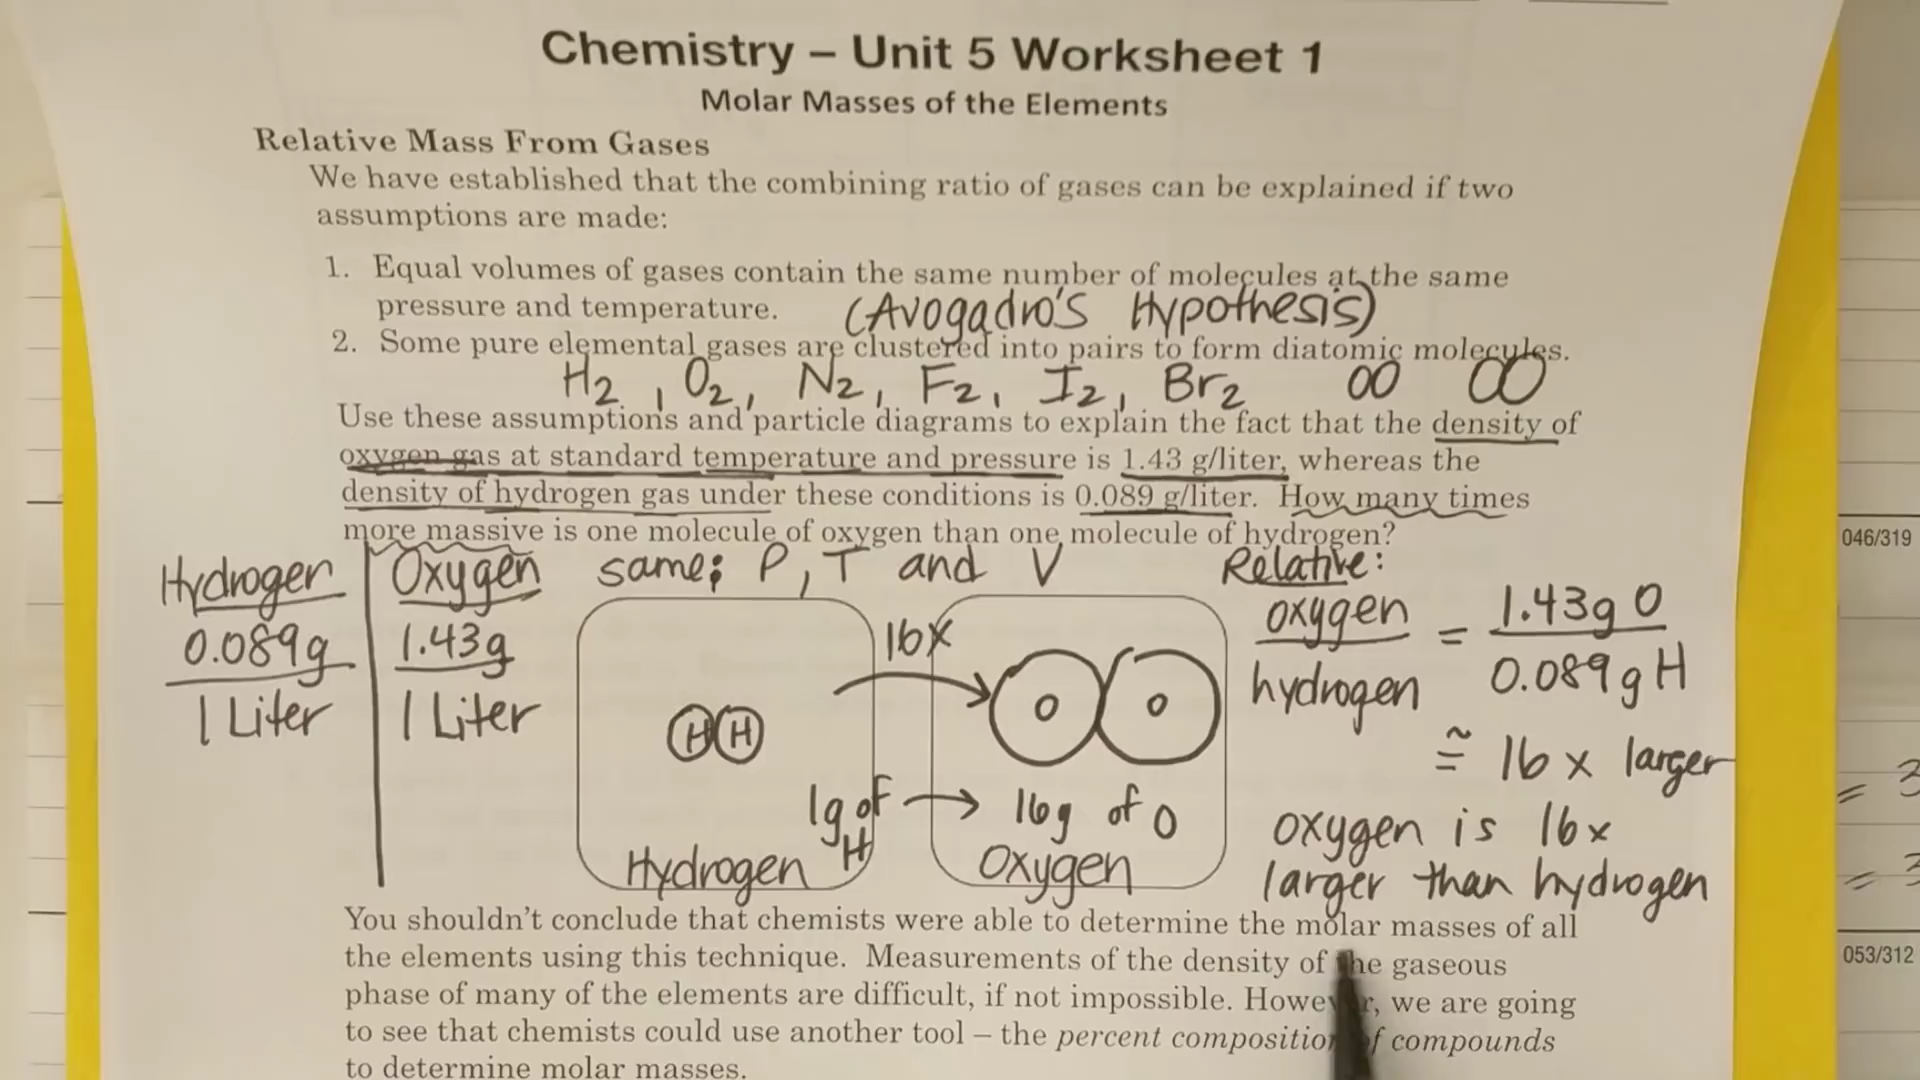 Chemistry – Unit 5 Worksheet 1
Molar Masses of the Elements
Relative Mass From Gases
We have established that the combining ratio of gases can be explained if two
assumptions are made:
1. Equal volumes of gases contain the same number of molecules at the same
pressure and temperature. (Avogadro's Hypothesis)
2. Some pure elemental gases are clustered into pairs to form diatomic molecules.
H2, O2, N2, F2, I2, Br2
Use these assumptions and particle diagrams to explain the fact that the density of
oxygen gas at standard temperature and pressure is 1.43 g/liter, whereas the
density of hydrogen gas under these conditions is 0.089 g/liter. How many times
more massive is one molecule of oxygen than one molecule of hydrogen?
Hydrogen
0.089g
1 Liter
Oxygen
1.43g
1 Liter
same: P, T and V
H H
1g of H
Hydrogen
16x
→
O O
16g of O
Oxygen
Relative:
oxygen = 1.43g O
hydrogen 0.089g H
≅ 16 x larger
oxygen is 16x
larger than hydrogen
You shouldn't conclude that chemists were able to determine the molar masses of all
the elements using this technique. Measurements of the density of the gaseous
phase of many of the elements are difficult, if not impossible. However, we are going
to see that chemists could use another tool – the percent composition of compounds
to determine molar masses.
046/319
053/312
= 3
= 3